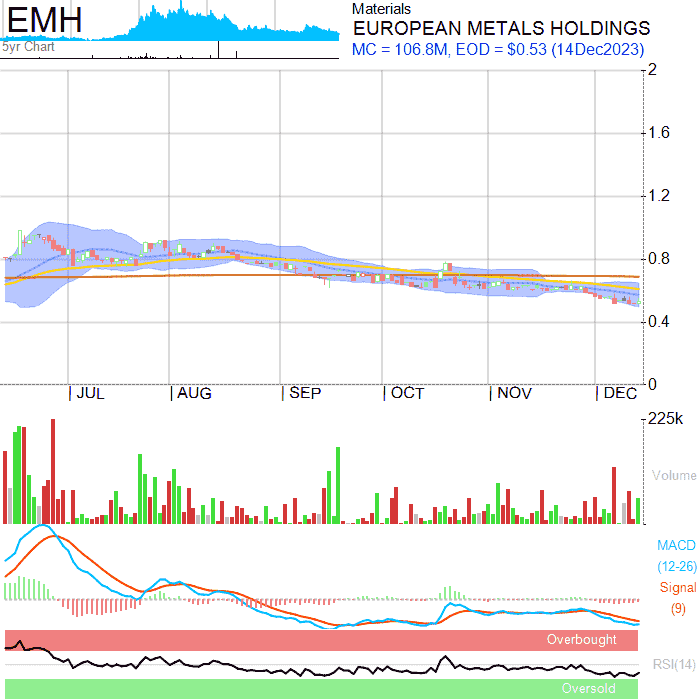 EMH
5yr Chart
Materials
EUROPEAN METALS HOLDINGS
MC = 106.8M, EOD = $0.53 (14Dec2023)
2
1.6
1.2
0.8
0.4
0
JUL AUG SEP OCT NOV DEC
225k
Volume
MACD
(12-26)
Signal
(9)
Overbought
RSI(14)
Oversold